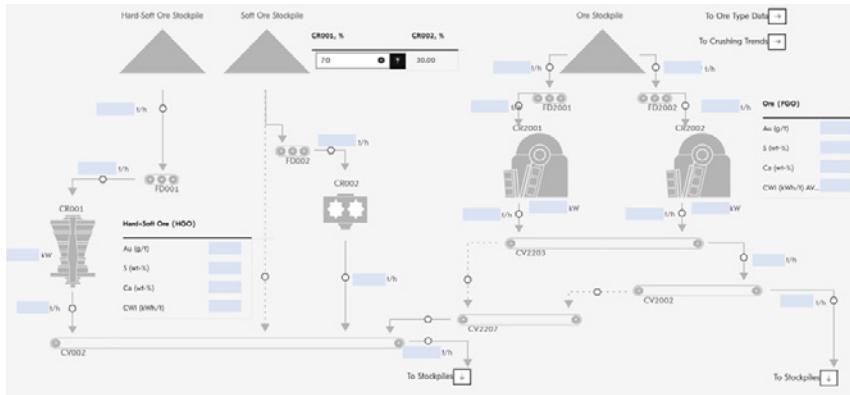 Hard-Soft Ore Stockpile
Soft Ore Stockpile
Ore Stockpile
To Ore Type Data
To Crushing Trends
CR001, %
CR002, %
70
30.00
t/h
t/h
t/h
t/h
t/h
t/h
t/h
t/h
FD001
FD002
FD2001
FD2002
CR001
CR002
CR2001
CR2002
kW
kW
kW
Hard-Soft Ore (HGO)
Au (g/t)
S (wt-%)
Ca (wt-%)
CWI (kWh/t)
Ore (FGO)
Au (g/t)
S (wt-%)
Ca (wt-%)
CWI (kWh/t) AV...
CV2203
t/h
t/h
CV2002
t/h
t/h
CV2207
CV002
t/h
To Stockpiles
To Stockpiles